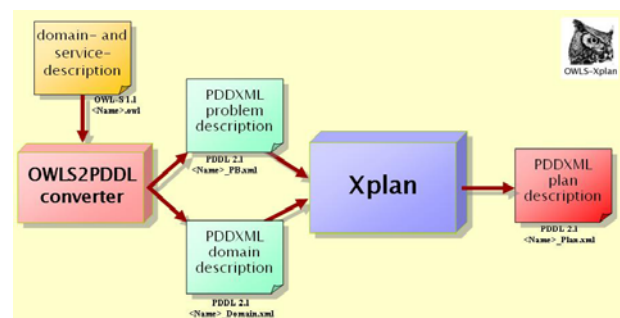 domain- and
service-
description
OWL-S 1.1
<Name>.owl
OWLS-Xplan
PDDXML
problem
description
PDDL 2.1
<Name>_PB.xml
OWLS2PDDL
converter
Xplan
PDDXML
plan
description
PDDL 2.1
<Name>_Plan.xml
PDDXML
domain
description
PDDL 2.1
<Name>_Domain.xml